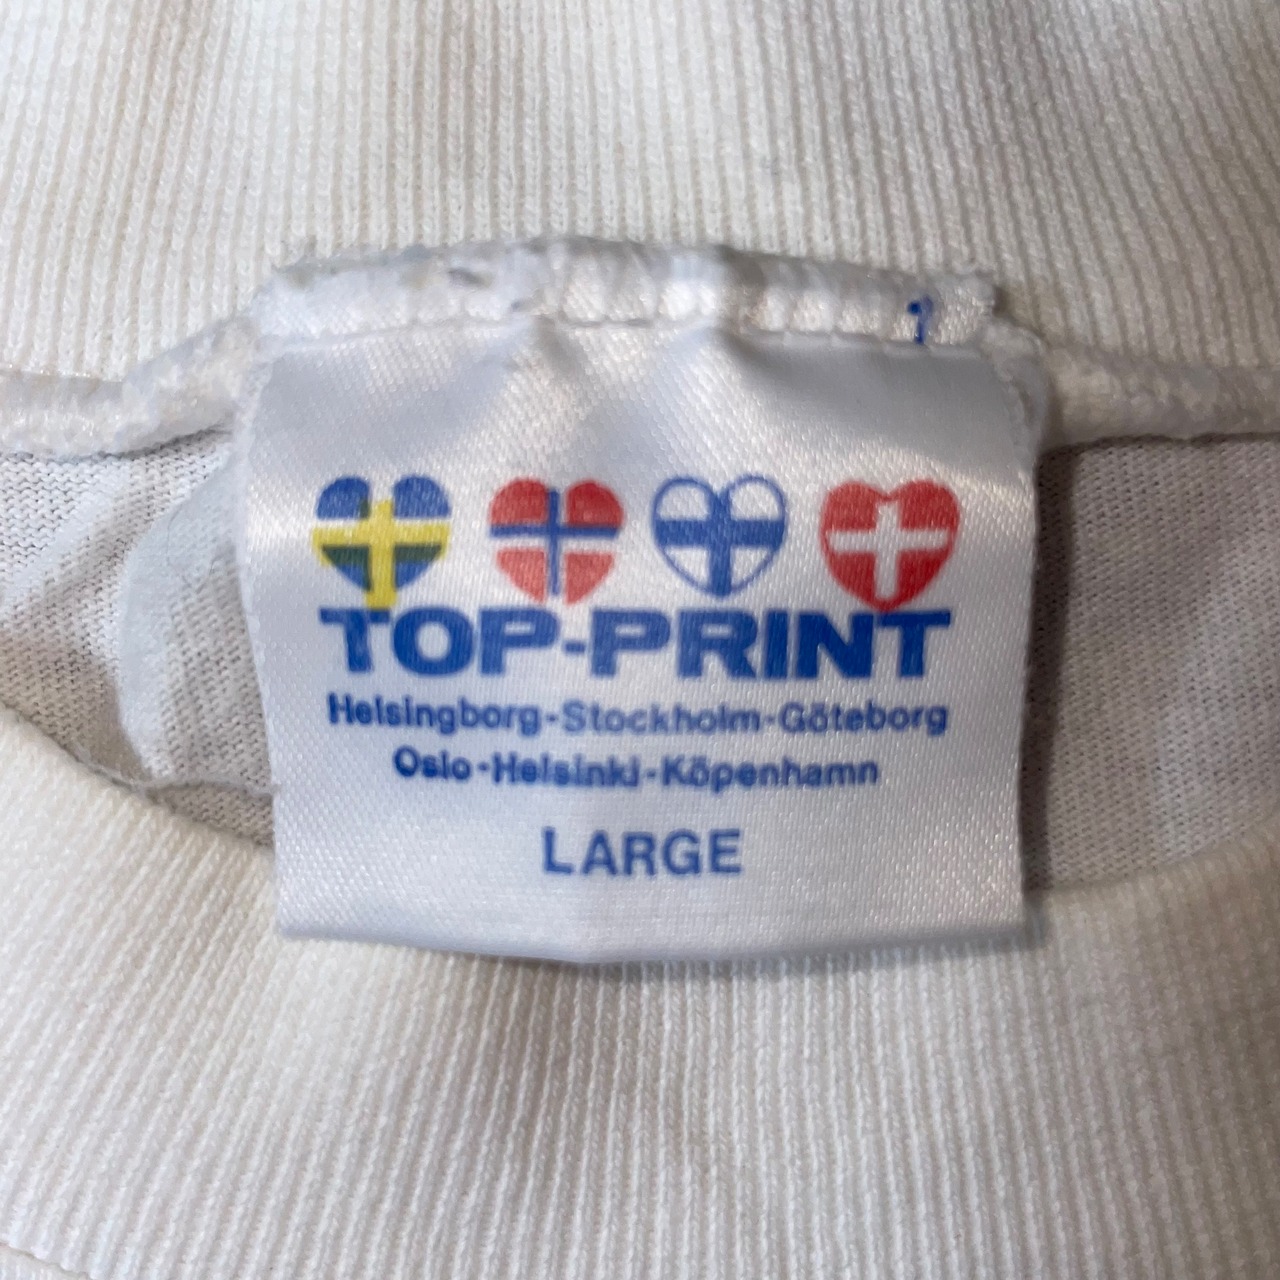 TOP-PRINT
Helsingborg-Stockholm-Göteborg
Oslo-Helsinki-Köpenhamn
LARGE